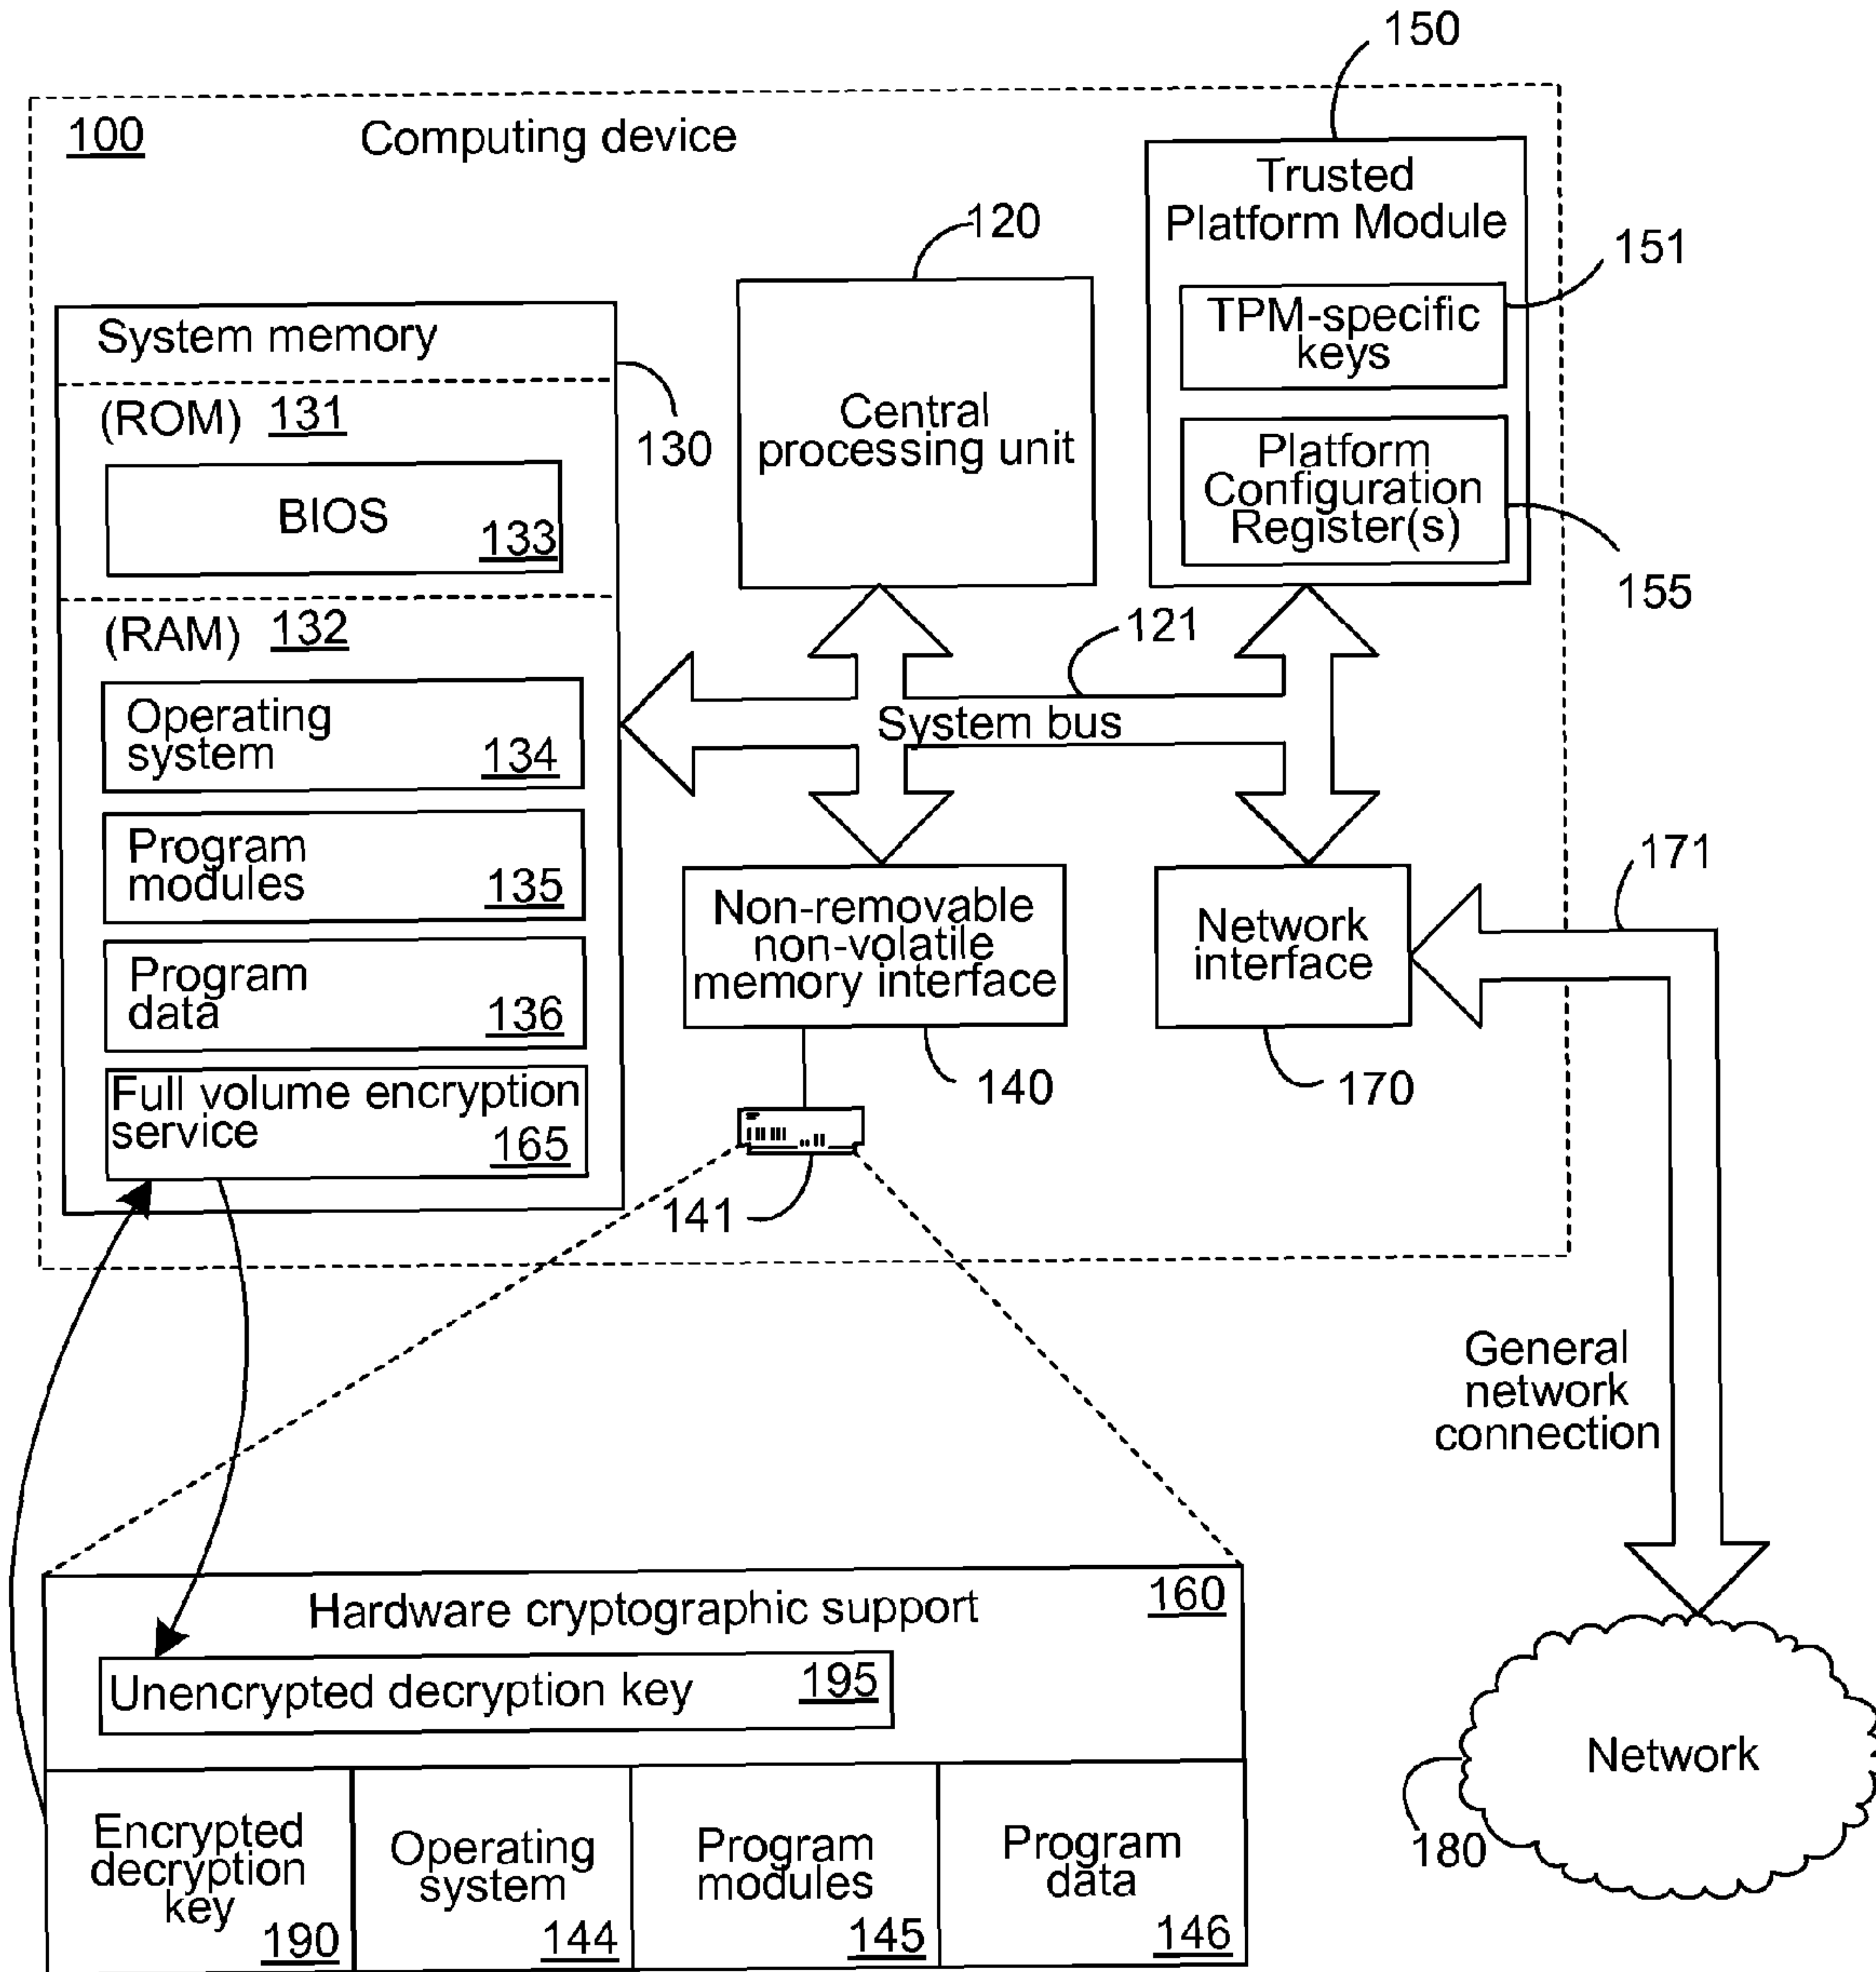 150
100
Computing device
Trusted
Platform Module
120
151
TPM-specific
keys
System memory
(ROM) 131
130
Central
processing unit
Platform
Configuration
Register(s)
BIOS
133
155
(RAM) 132
121
Operating
system
134
System bus
Program
modules
135
171
Non-removable
non-volatile
memory interface
Network
interface
Program
data
136
140
170
Full volume encryption
service
165
141
General
network
connection
Hardware cryptographic support
160
Unencrypted decryption key
195
Network
180
Encrypted
decryption
key
190
Operating
system
144
Program
modules
145
Program
data
146